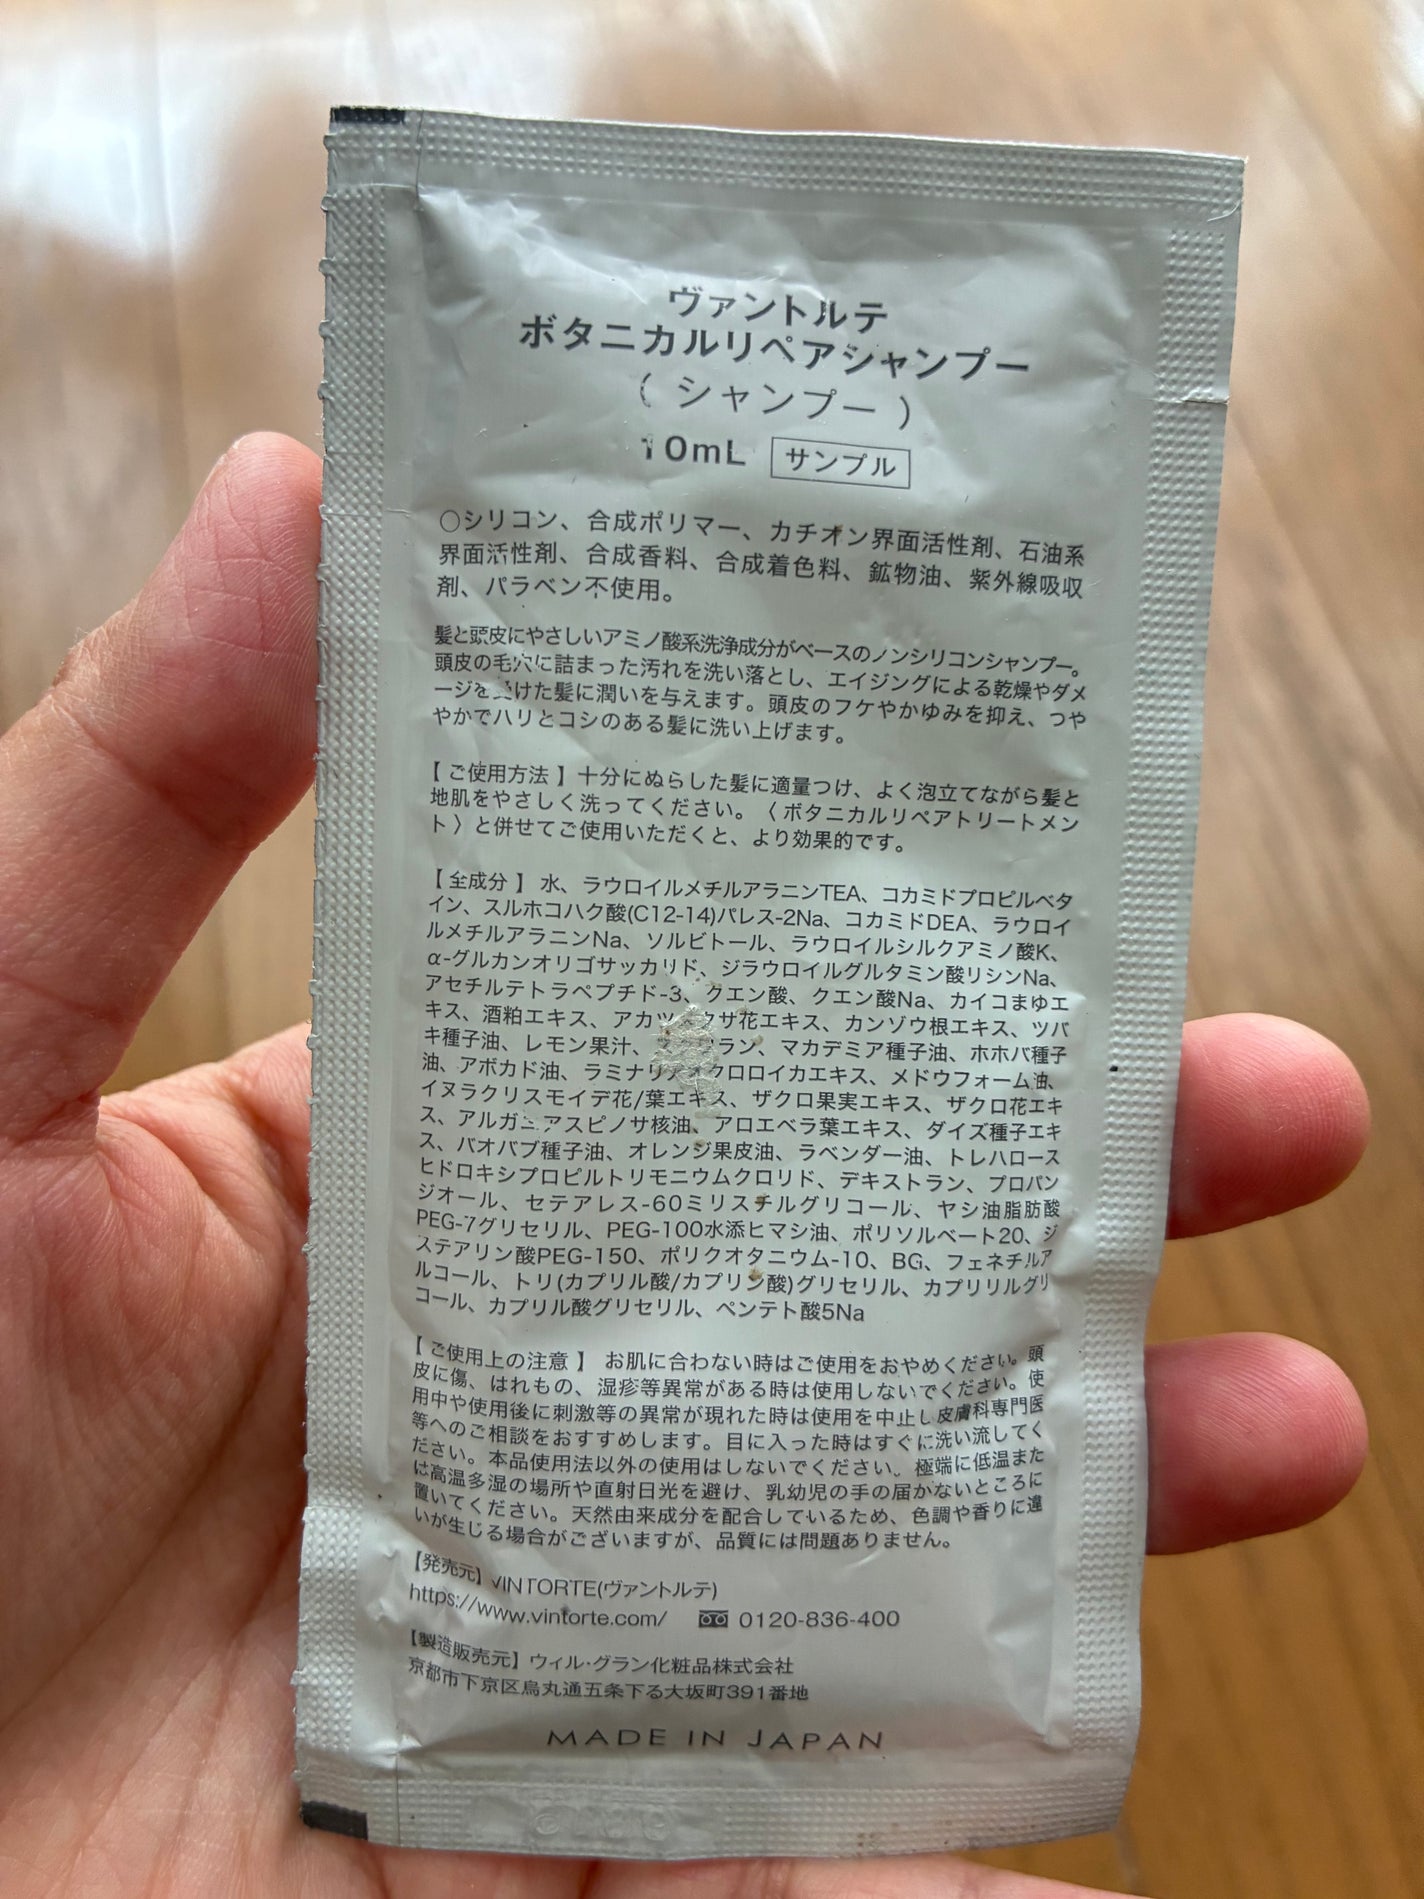 ヴァントルテ
ボタニカルリペアシャンプー
( シャンプー )
10mL サンプル
○シリコン、合成ポリマー、カチオン界面活性剤、石油系
界面活性剤、合成香料、合成着色料、鉱物油、紫外線吸収
剤、パラベン不使用。
髪と頭皮にやさしいアミノ酸系洗浄成分がベースのノンシリコンシャンプー。
頭皮の毛穴に詰まった汚れを洗い落とし、エイジングによる乾燥やダメ
ージを受けた髪に潤いを与えます。頭皮のフケやかゆみを抑え、つや
やかでハリとコシのある髪に洗い上げます。
【 ご使用方法 】十分にぬらした髪に適量つけ、よく泡立てながら髪と
地肌をやさしく洗ってください。〈 ボタニカルリペアトリートメン
ト 〉と併せてご使用いただくと、より効果的です。
【 全成分 】 水、ラウロイルメチルアラニンTEA、コカミドプロピルベタ
イン、スルホコハク酸(C12-14)パレス-2Na、コカミドDEA、ラウロイ
ルメチルアラニンNa、ソルビトール、ラウロイルシルクアミノ酸K、
α-グルカンオリゴサッカリド、ジラウロイルグルタミン酸リシンNa、
アセチルテトラペプチド-3、クエン酸、クエン酸Na、カイコまゆエ
キス、酒粕エキス、アカツメクサ花エキス、カンゾウ根エキス、ツバ
キ種子油、レモン果汁、ラン、マカデミア種子油、ホホバ種子
油、アボカド油、ラミナリアオクロロイカエキス、メドウフォーム油、
イヌラクリスモイデ花/葉エキス、ザクロ果実エキス、ザクロ花エキ
ス、アルガニアスピノサ核油、アロエベラ葉エキス、ダイズ種子エキ
ス、バオバブ種子油、オレンジ果皮油、ラベンダー油、トレハロース
ヒドロキシプロピルトリモニウムクロリド、デキストラン、プロパン
ジオール、セテアレス-60ミリスチルグリコール、ヤシ油脂肪酸
PEG-7グリセリル、PEG-100水添ヒマシ油、ポリソルベート20、ジ
ステアリン酸PEG-150、ポリクオタニウム-10、BG、フェネチルア
ルコール、トリ(カプリル酸/カプリン酸)グリセリル、カプリリルグリ
コール、カプリル酸グリセリル、ペンテト酸5Na
【 ご使用上の注意 】 お肌に合わない時はご使用をおやめください。頭
皮に傷、はれもの、湿疹等異常がある時は使用しないでください。使
用中や使用後に刺激等の異常が現れた時は使用を中止し皮膚科専門医
等へのご相談をおすすめします。目に入った時はすぐに洗い流してく
ださい。本品使用法以外の使用はしないでください。極端に低温また
は高温多湿の場所や直射日光を避け、乳幼児の手の届かないところに
置いてください。天然由来成分を配合しているため、色調や香りに違
いが生じる場合がございますが、品質には問題ありません。
【発売元】VINTORTE(ヴァントルテ)
https://www.vintorte.com/ 0120-836-400
【製造販売元】ウィル・グラン化粧品株式会社
京都市下京区烏丸通五条下る大坂町391番地
MADE IN JAPAN